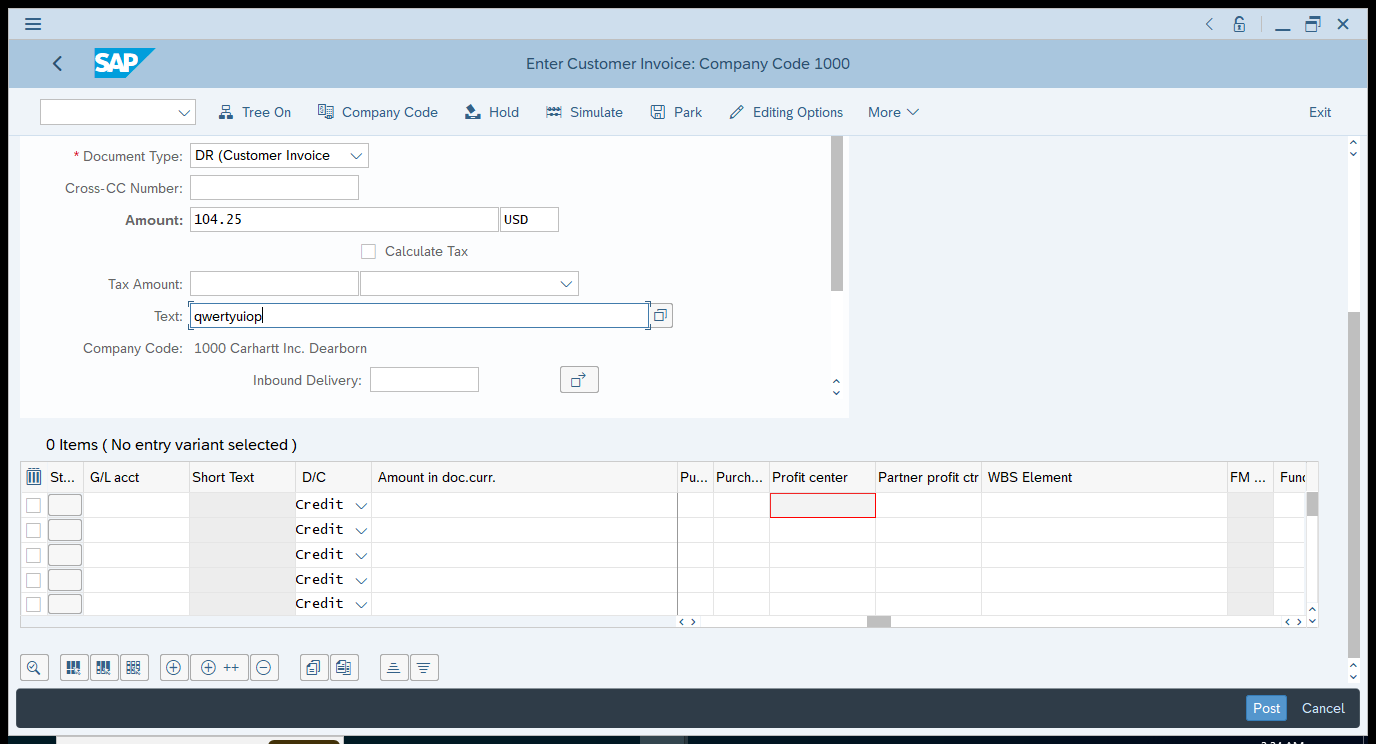 SAP
Enter Customer Invoice: Company Code 1000
Tree On Company Code Hold Simulate Park Editing Options More Exit
* Document Type: DR (Customer Invoice
Cross-CC Number:
Amount: 104.25 USD
Calculate Tax
Tax Amount:
Text: qwertyuiop
Company Code: 1000 Carhartt Inc. Dearborn
Inbound Delivery:
0 Items ( No entry variant selected )
St... G/L acct Short Text D/C Amount in doc.curr. Pu... Purch... Profit center Partner profit ctr WBS Element FM ... Func
Credit
Credit
Credit
Credit
Credit
++
Post Cancel